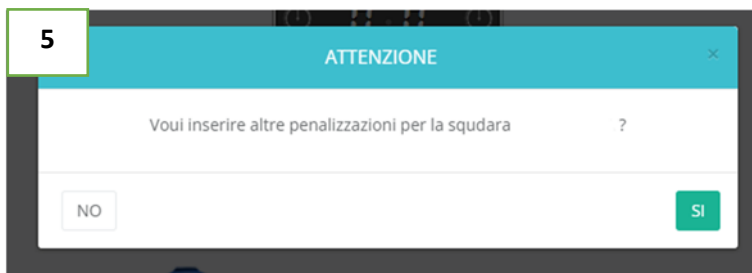 5
ATTENZIONE
×
Voui inserire altre penalizzazioni per la squdara ?
NO
SI